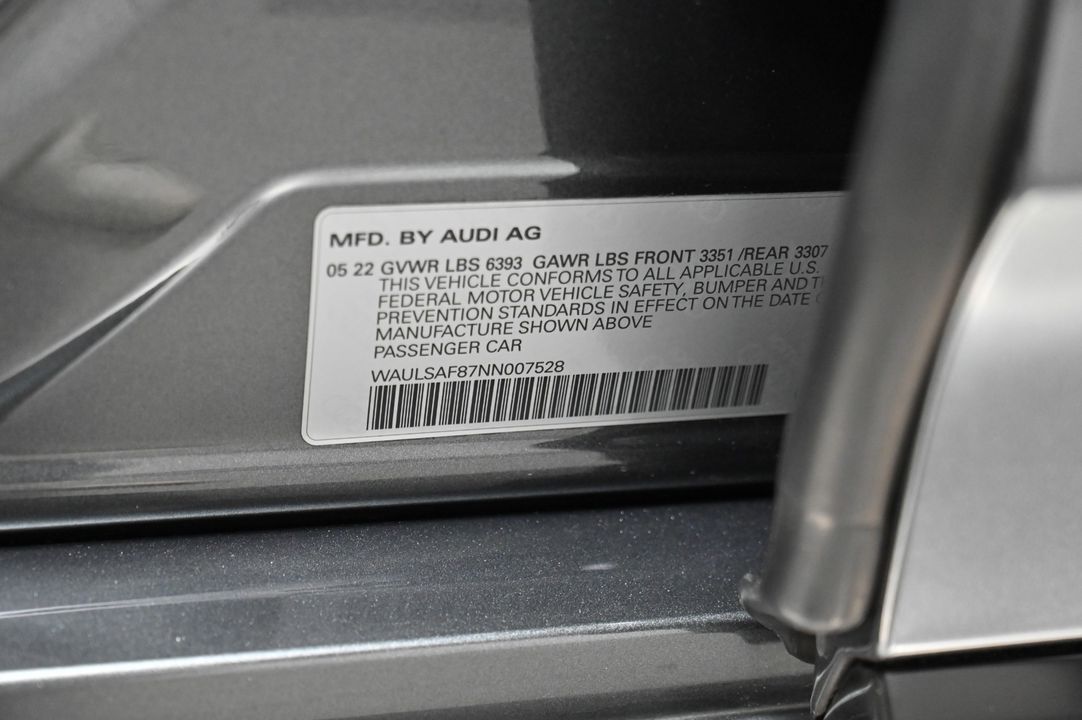 MFD. BY AUDI AG
05 22 GVWR LBS 6393 GAWR LBS FRONT 3351 /REAR 3307
THIS VEHICLE CONFORMS TO ALL APPLICABLE U.S.
FEDERAL MOTOR VEHICLE SAFETY, BUMPER AND
PREVENTION STANDARDS IN EFFECT ON THE DATE
MANUFACTURE SHOWN ABOVE
PASSENGER CAR
WAULSAF87NN007528